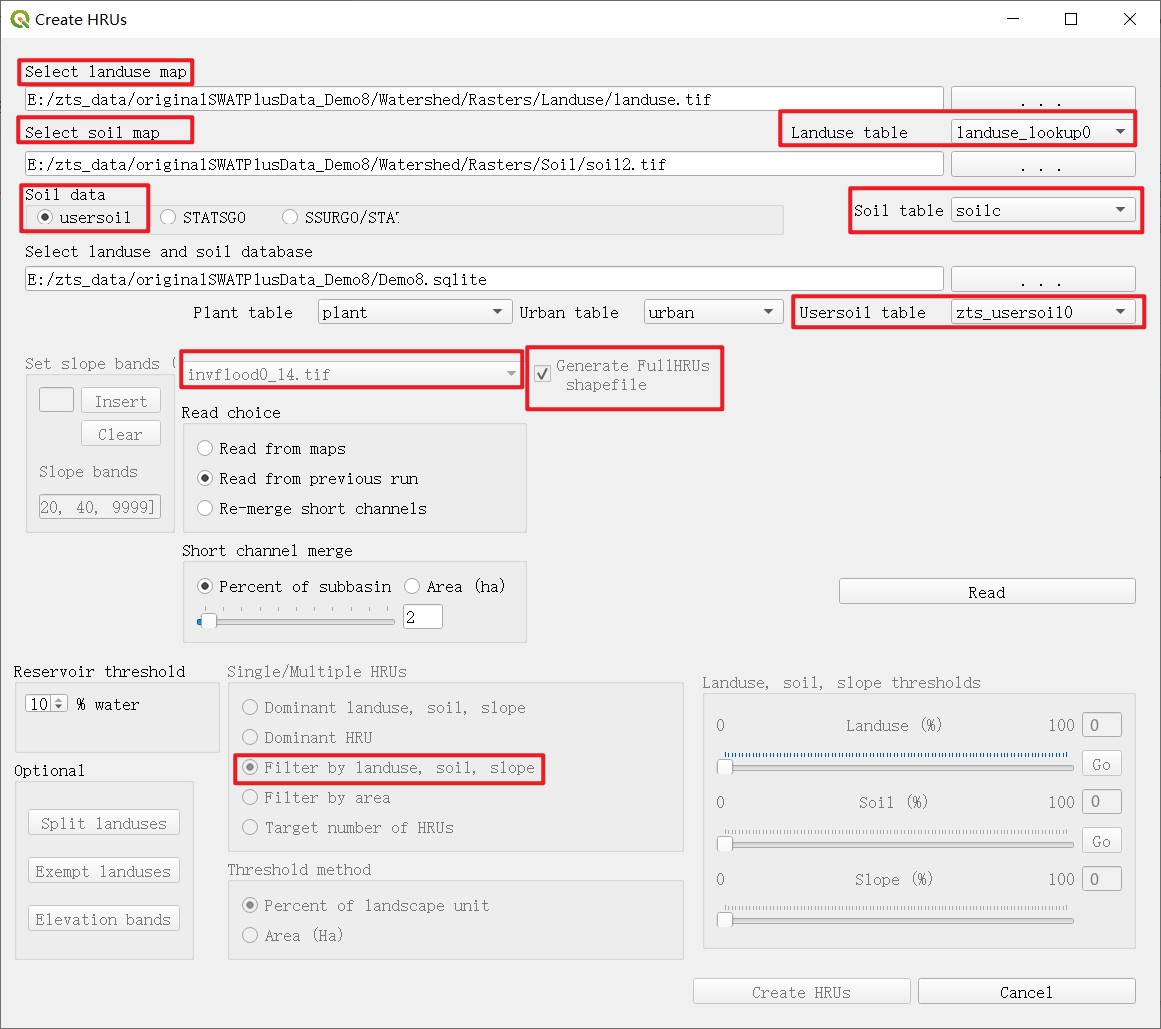 Create HRUs
Select landuse map
E:/zts_data/originalSWATPlusData_Demo8/Watershed/Rasters/Landuse/landuse.tif
. . .
Select soil map
Landuse table
landuse_lookup0
E:/zts_data/originalSWATPlusData_Demo8/Watershed/Rasters/Soil/soil2.tif
. . .
Soil data
usersoil
STATSGO
SSURGO/STAT
Soil table
soilc
Select landuse and soil database
E:/zts_data/originalSWATPlusData_Demo8/Demo8.sqlite
. . .
Plant table
plant
Urban table
urban
Usersoil table
zts_usersoil0
Set slope bands (
invflood0_14.tif
Generate FullHRUs
shapefile
Insert
Clear
Slope bands
20, 40, 9999]
Read choice
Read from maps
Read from previous run
Re-merge short channels
Short channel merge
Percent of subbasin
Area (ha)
2
Read
Reservoir threshold
10
% water
Optional
Split landuses
Exempt landuses
Elevation bands
Single/Multiple HRUs
Dominant landuse, soil, slope
Dominant HRU
Filter by landuse, soil, slope
Filter by area
Target number of HRUs
Threshold method
Percent of landscape unit
Area (Ha)
Landuse, soil, slope thresholds
0
Landuse (%)
100
0
Go
0
Soil (%)
100
0
Go
0
Slope (%)
100
0
Create HRUs
Cancel